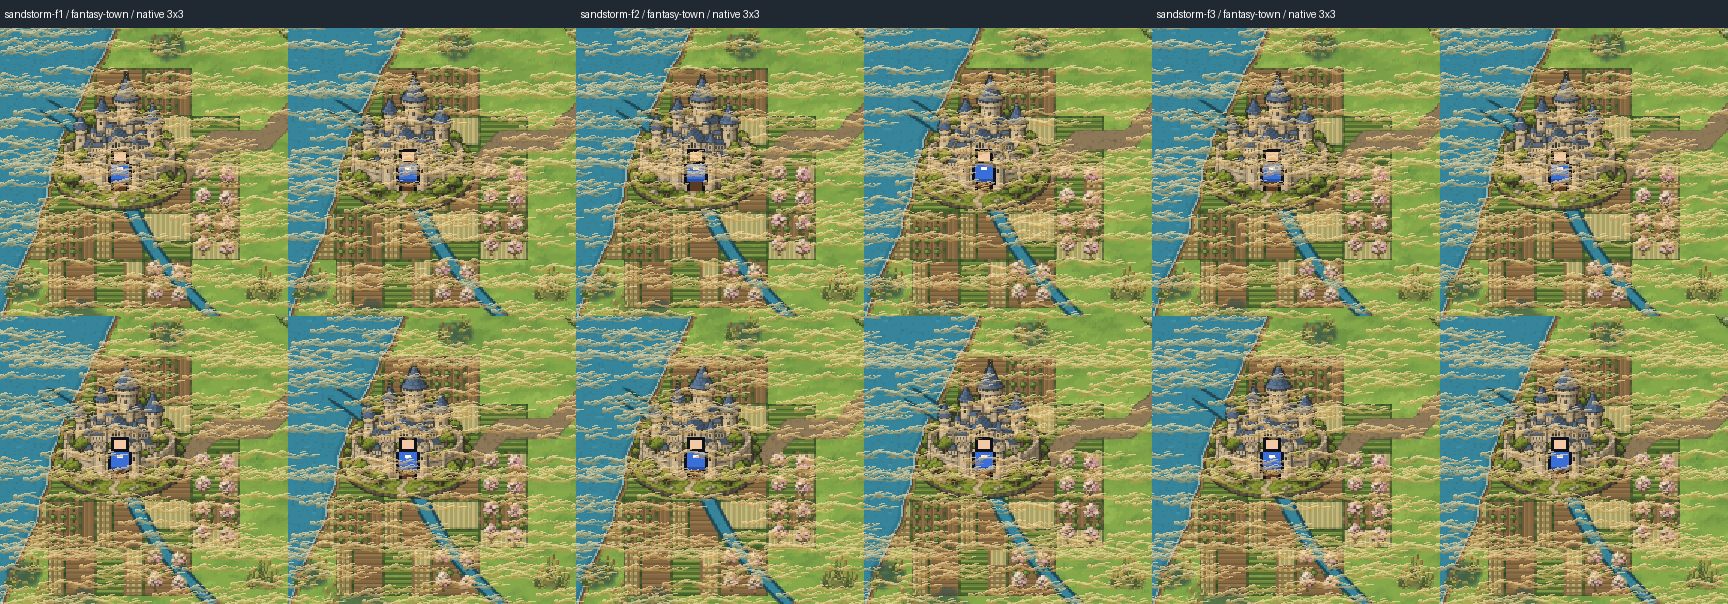 sandstorm-f1 / fantasy-town / native 3x3
sandstorm-f2 / fantasy-town / native 3x3
sandstorm-f3 / fantasy-town / native 3x3